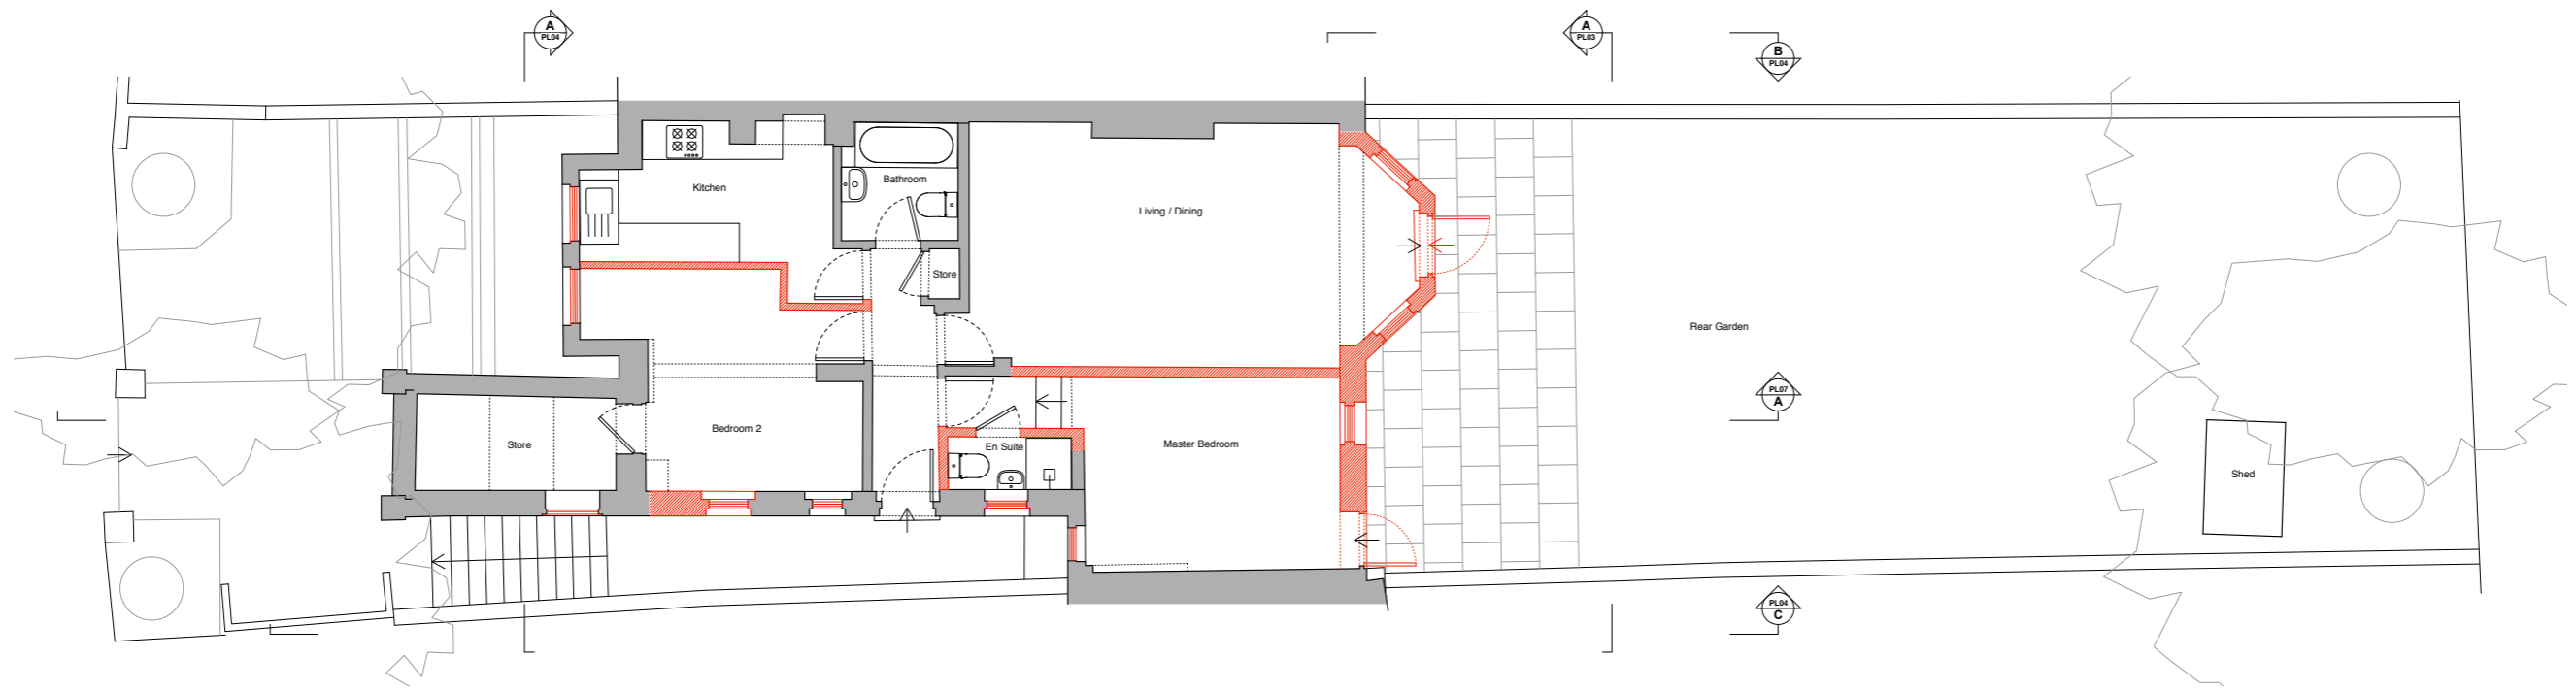 A
PL04
A
PL03
B
PL04
Kitchen
Bathroom
Living / Dining
Store
Rear Garden
PL07
A
Bedroom 2
Store
En Suite
Master Bedroom
Shed
PL04
C